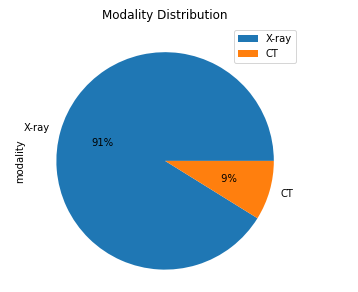 Modality Distribution
X-ray
CT
X-ray
91%
modality
9%
CT